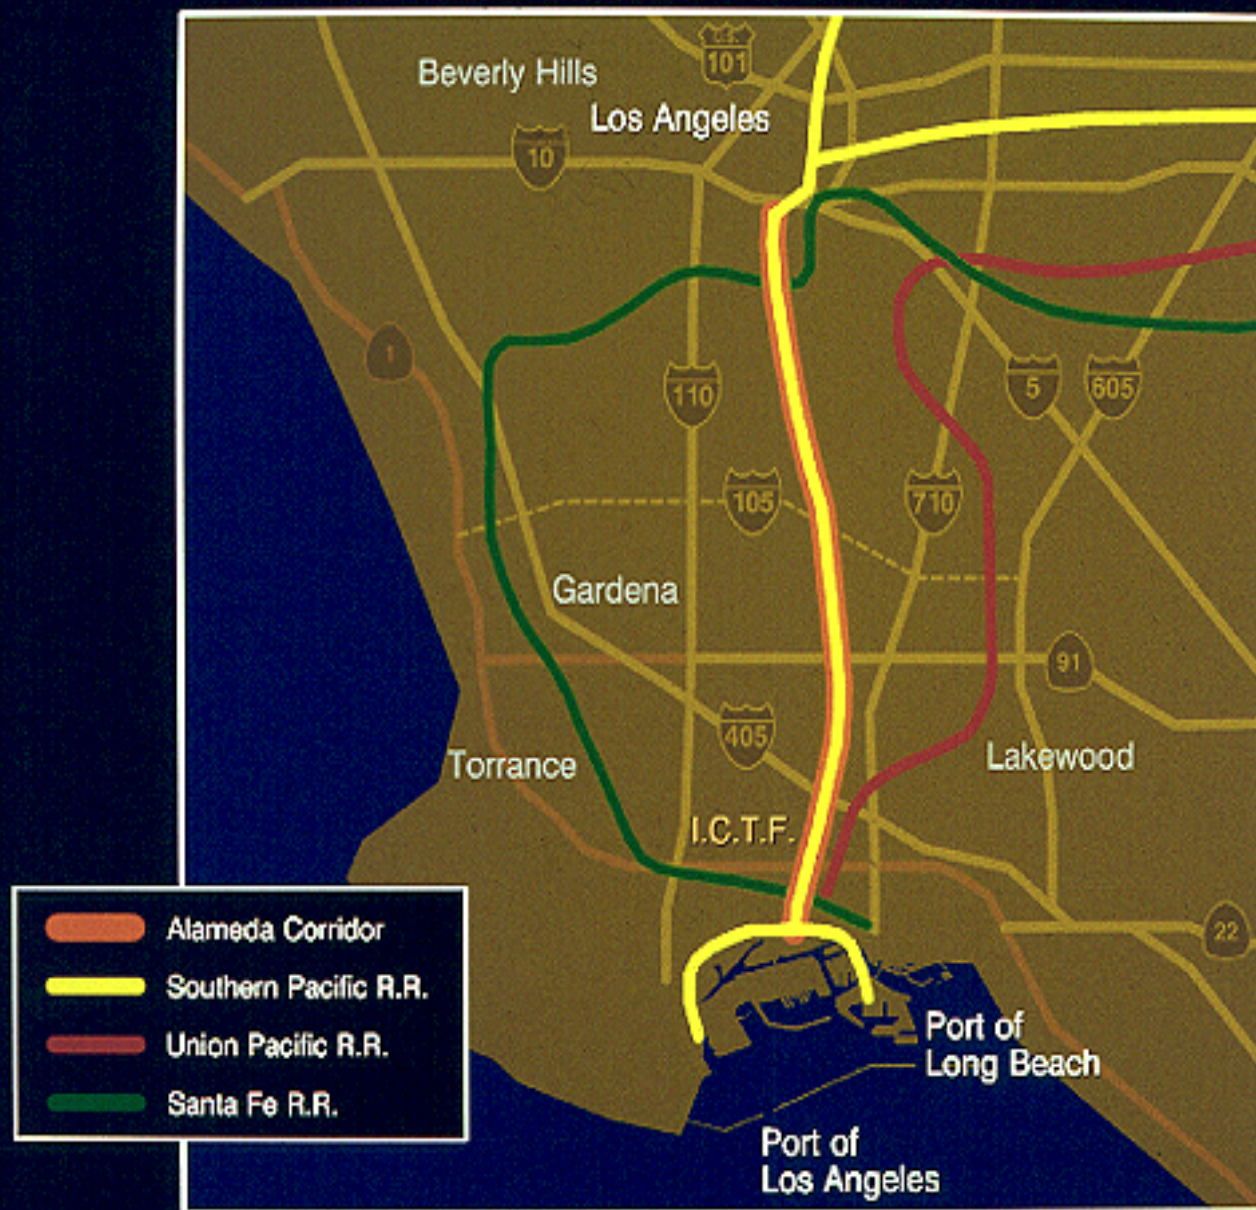 U.S.
101
Beverly Hills
Los Angeles
10
1
110
5
605
105
710
Gardena
91
405
Torrance
Lakewood
I.C.T.F.
22
Alameda Corridor
Southern Pacific R.R.
Union Pacific R.R.
Santa Fe R.R.
Port of
Long Beach
Port of
Los Angeles